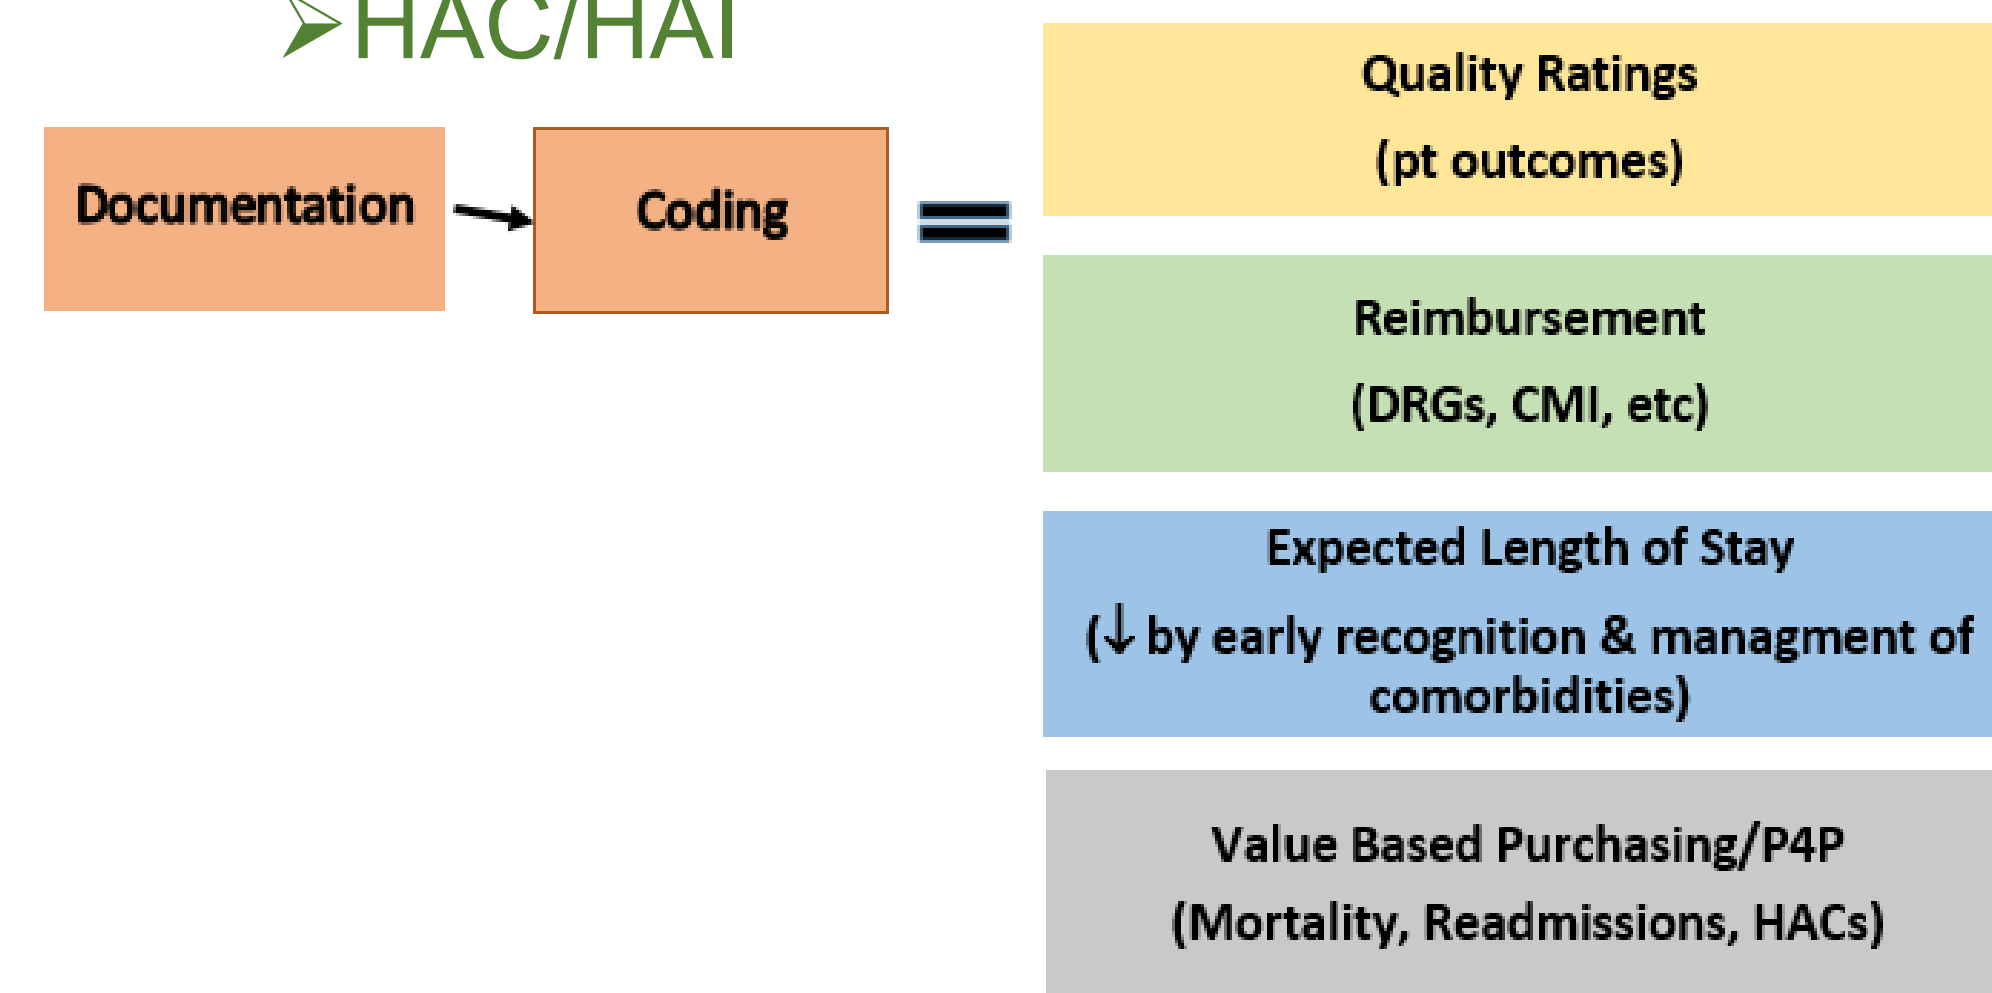 ➢HAC/HAI
Documentation
Coding
=
Quality Ratings
(pt outcomes)
Reimbursement
(DRGs, CMI, etc)
Expected Length of Stay
(↓ by early recognition & managment of
comorbidities)
Value Based Purchasing/P4P
(Mortality, Readmissions, HACs)